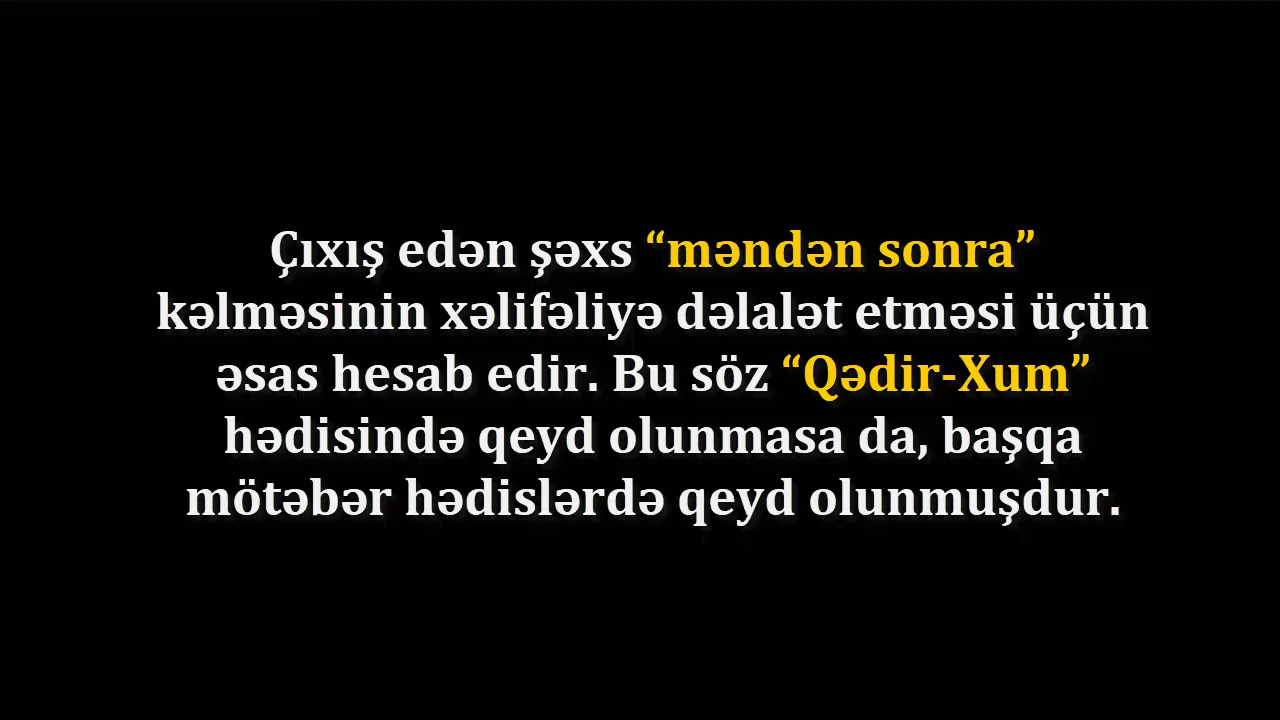 Çıxış edən şəxs “məndən sonra”
kəlməsinin xəlifəliyə dəlalət etməsi üçün
əsas hesab edir. Bu söz “Qədir-Xum”
hədisində qeyd olunmasa da, başqa
mötəbər hədislərdə qeyd olunmuşdur.